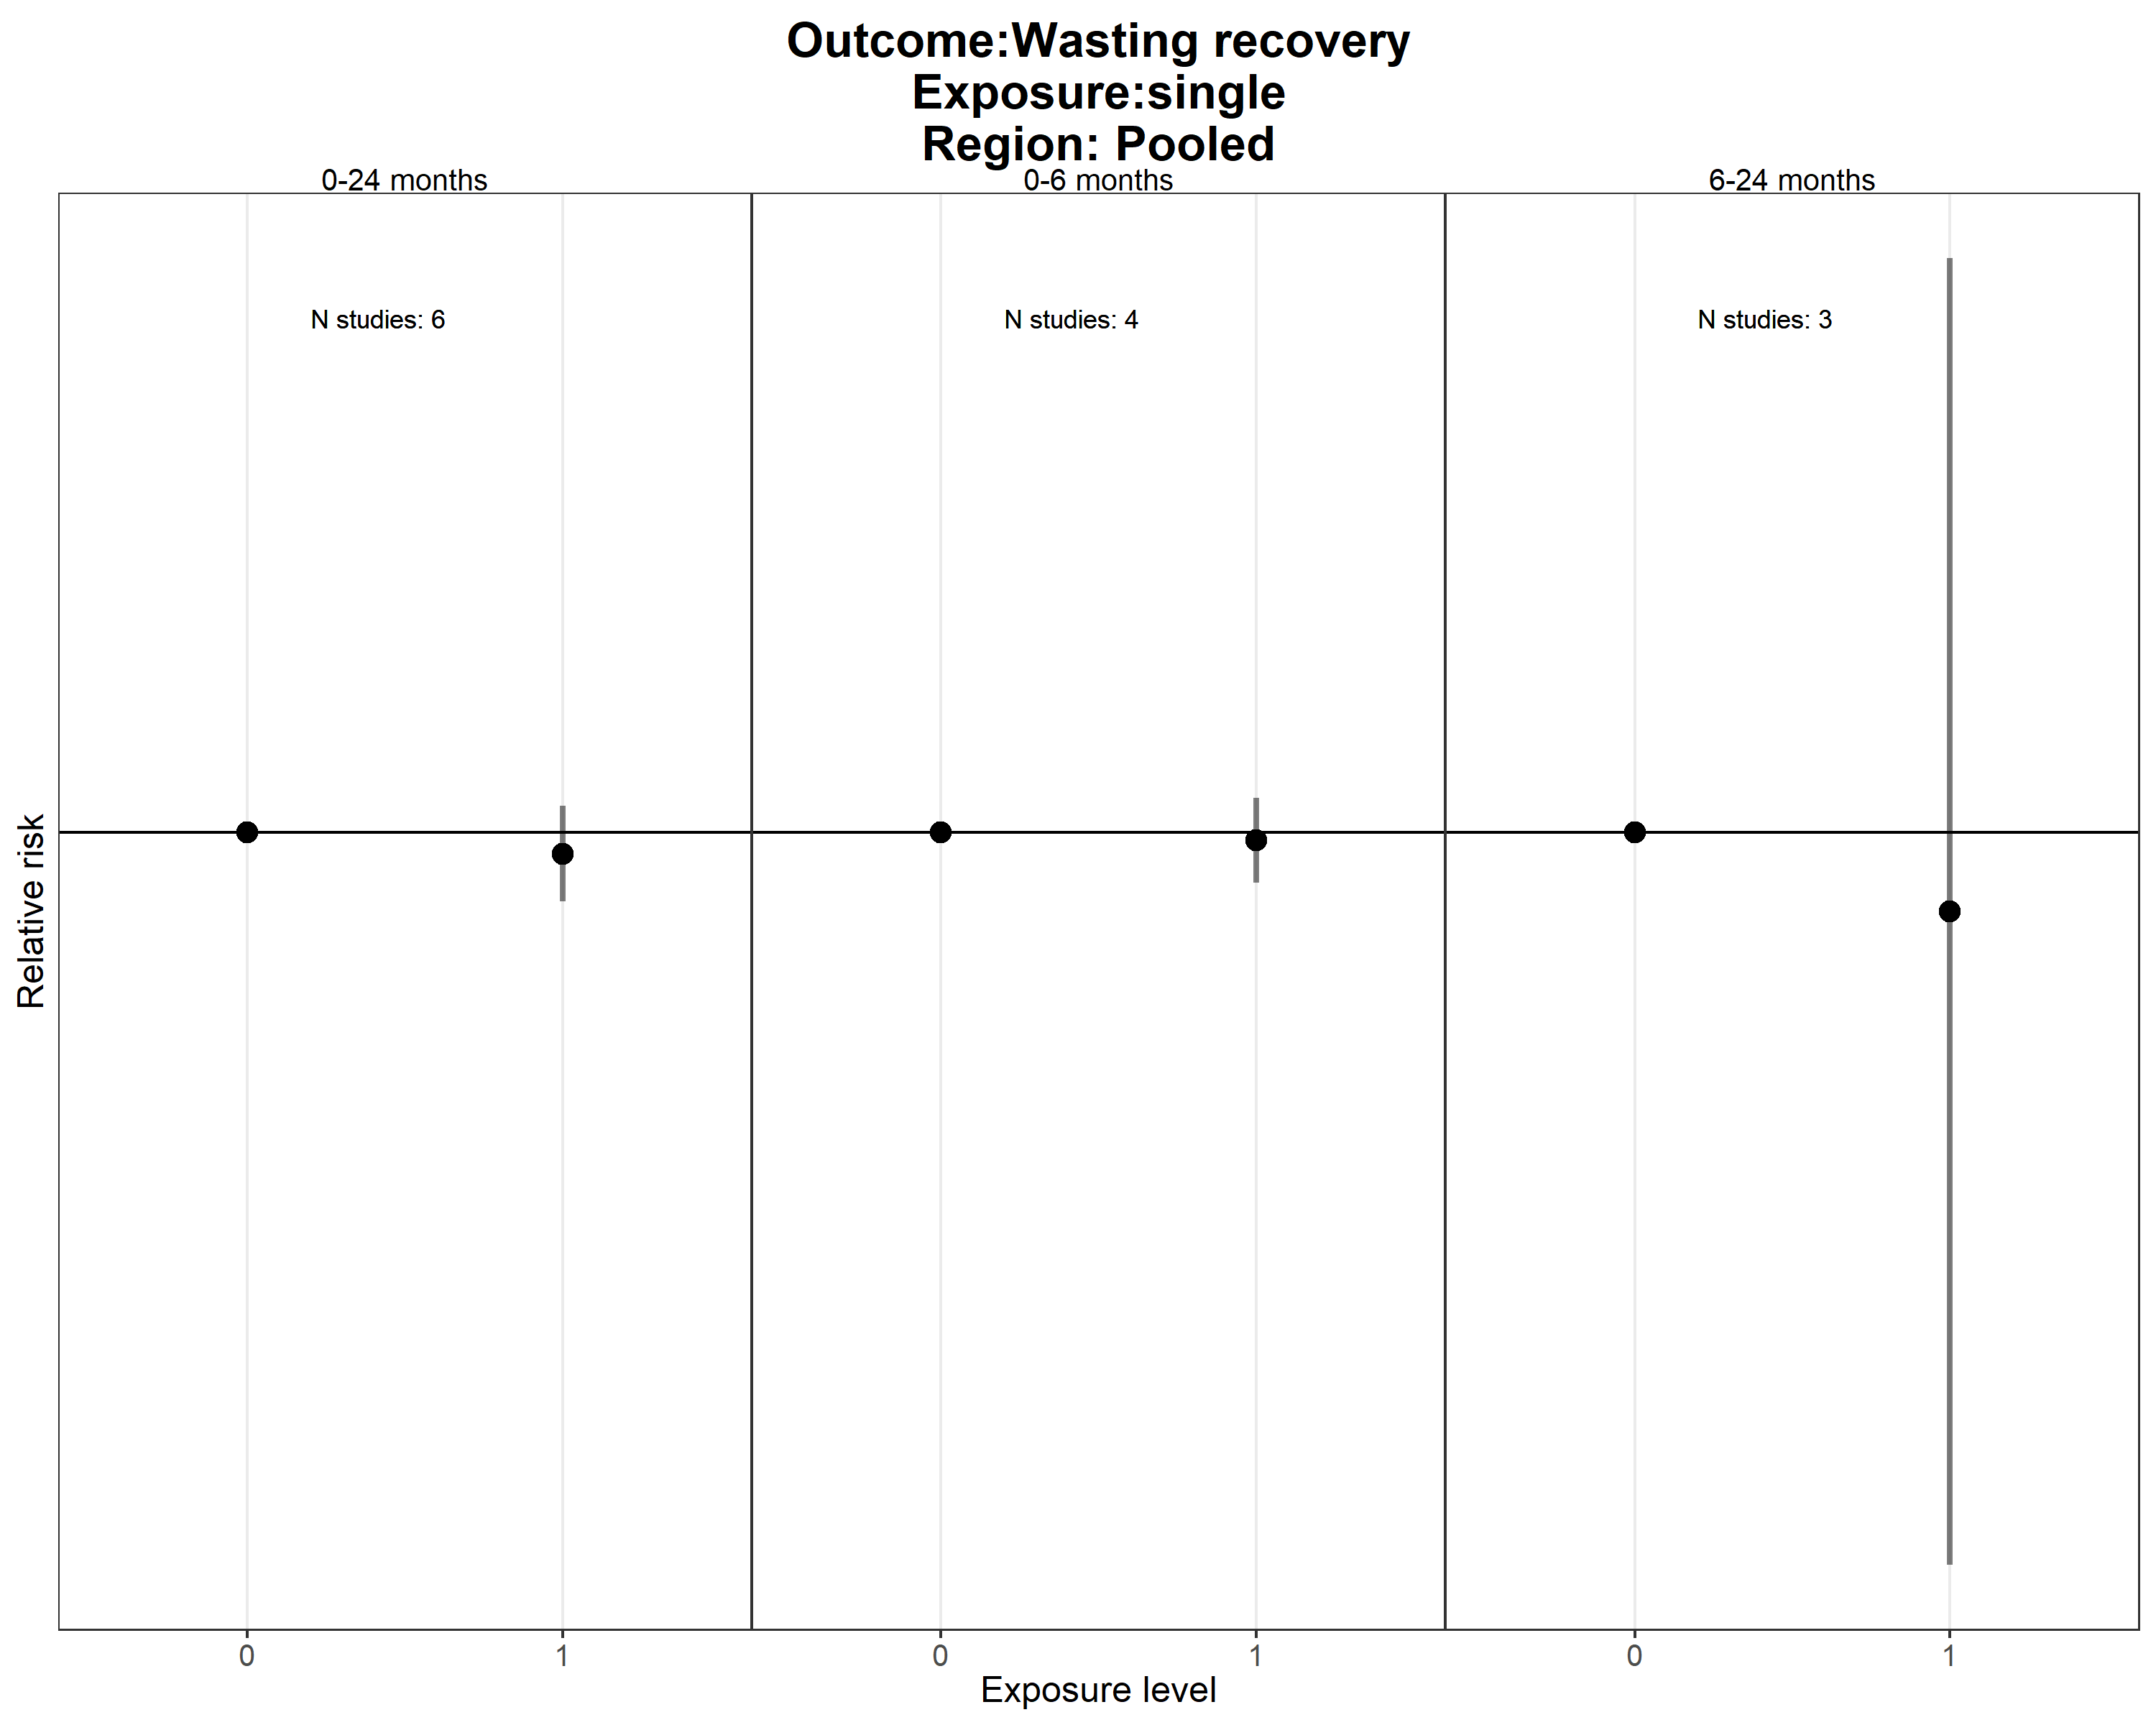 Outcome:Wasting recovery
Exposure:single
Region: Pooled
0-24 months
0-6 months
6-24 months
N studies: 6
N studies: 4
N studies: 3
Relative risk
0
1
0
1
0
1
Exposure level